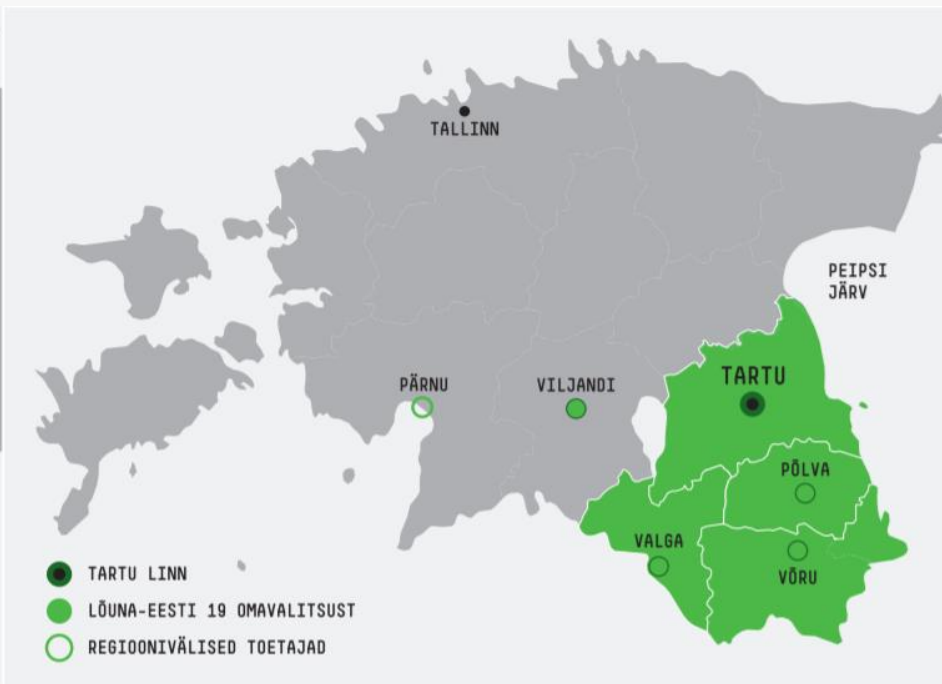 TALLINN
PEIPSI
JÄRV
TARTU
PÄRNU
VILJANDI
PÕLVA
VALGA
VÕRU
TARTU LINN
LÕUNA-EESTI 19 OMAVALITSUST
REGIOONIVÄLISED TOETAJAD